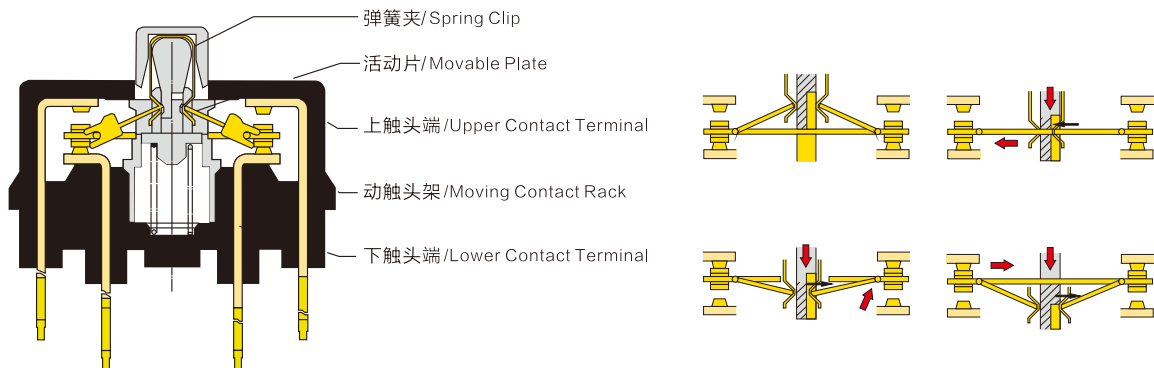 弹簧夹/Spring Clip
活动片/Movable Plate
上触头端/Upper Contact Terminal
动触头架/Moving Contact Rack
下触头端/Lower Contact Terminal